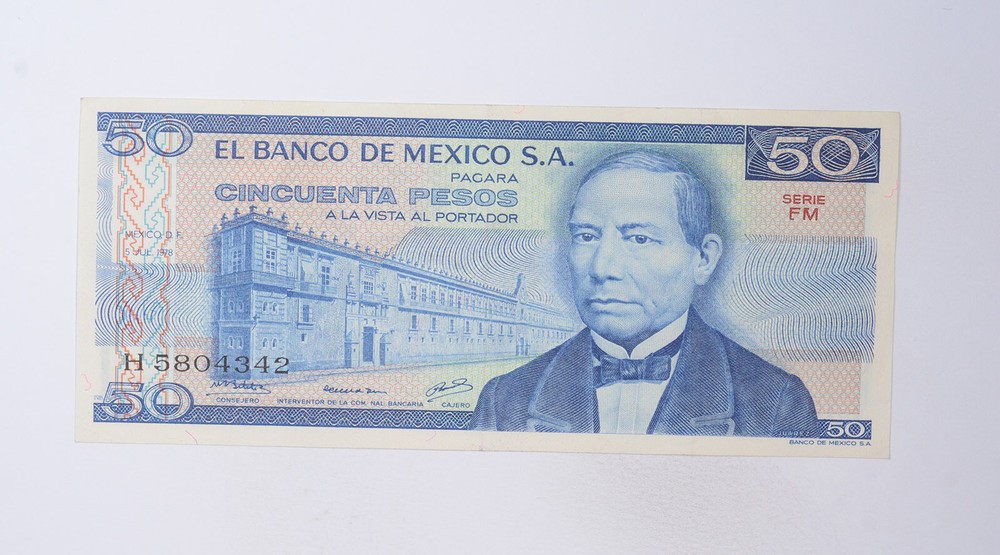 50
50
EL BANCO DE MEXICO S.A.
PAGARA
CINCUENTA PESOS
A LA VISTA AL PORTADOR
SERIE
FM
MEXICO D.F.
5 JUL. 1978
H 5804342
CONSEJERO
INTERVENTOR DE LA COM. NAL. BANCARIA
CAJERO
50
JUAREZ
50
BANCO DE MEXICO S.A.